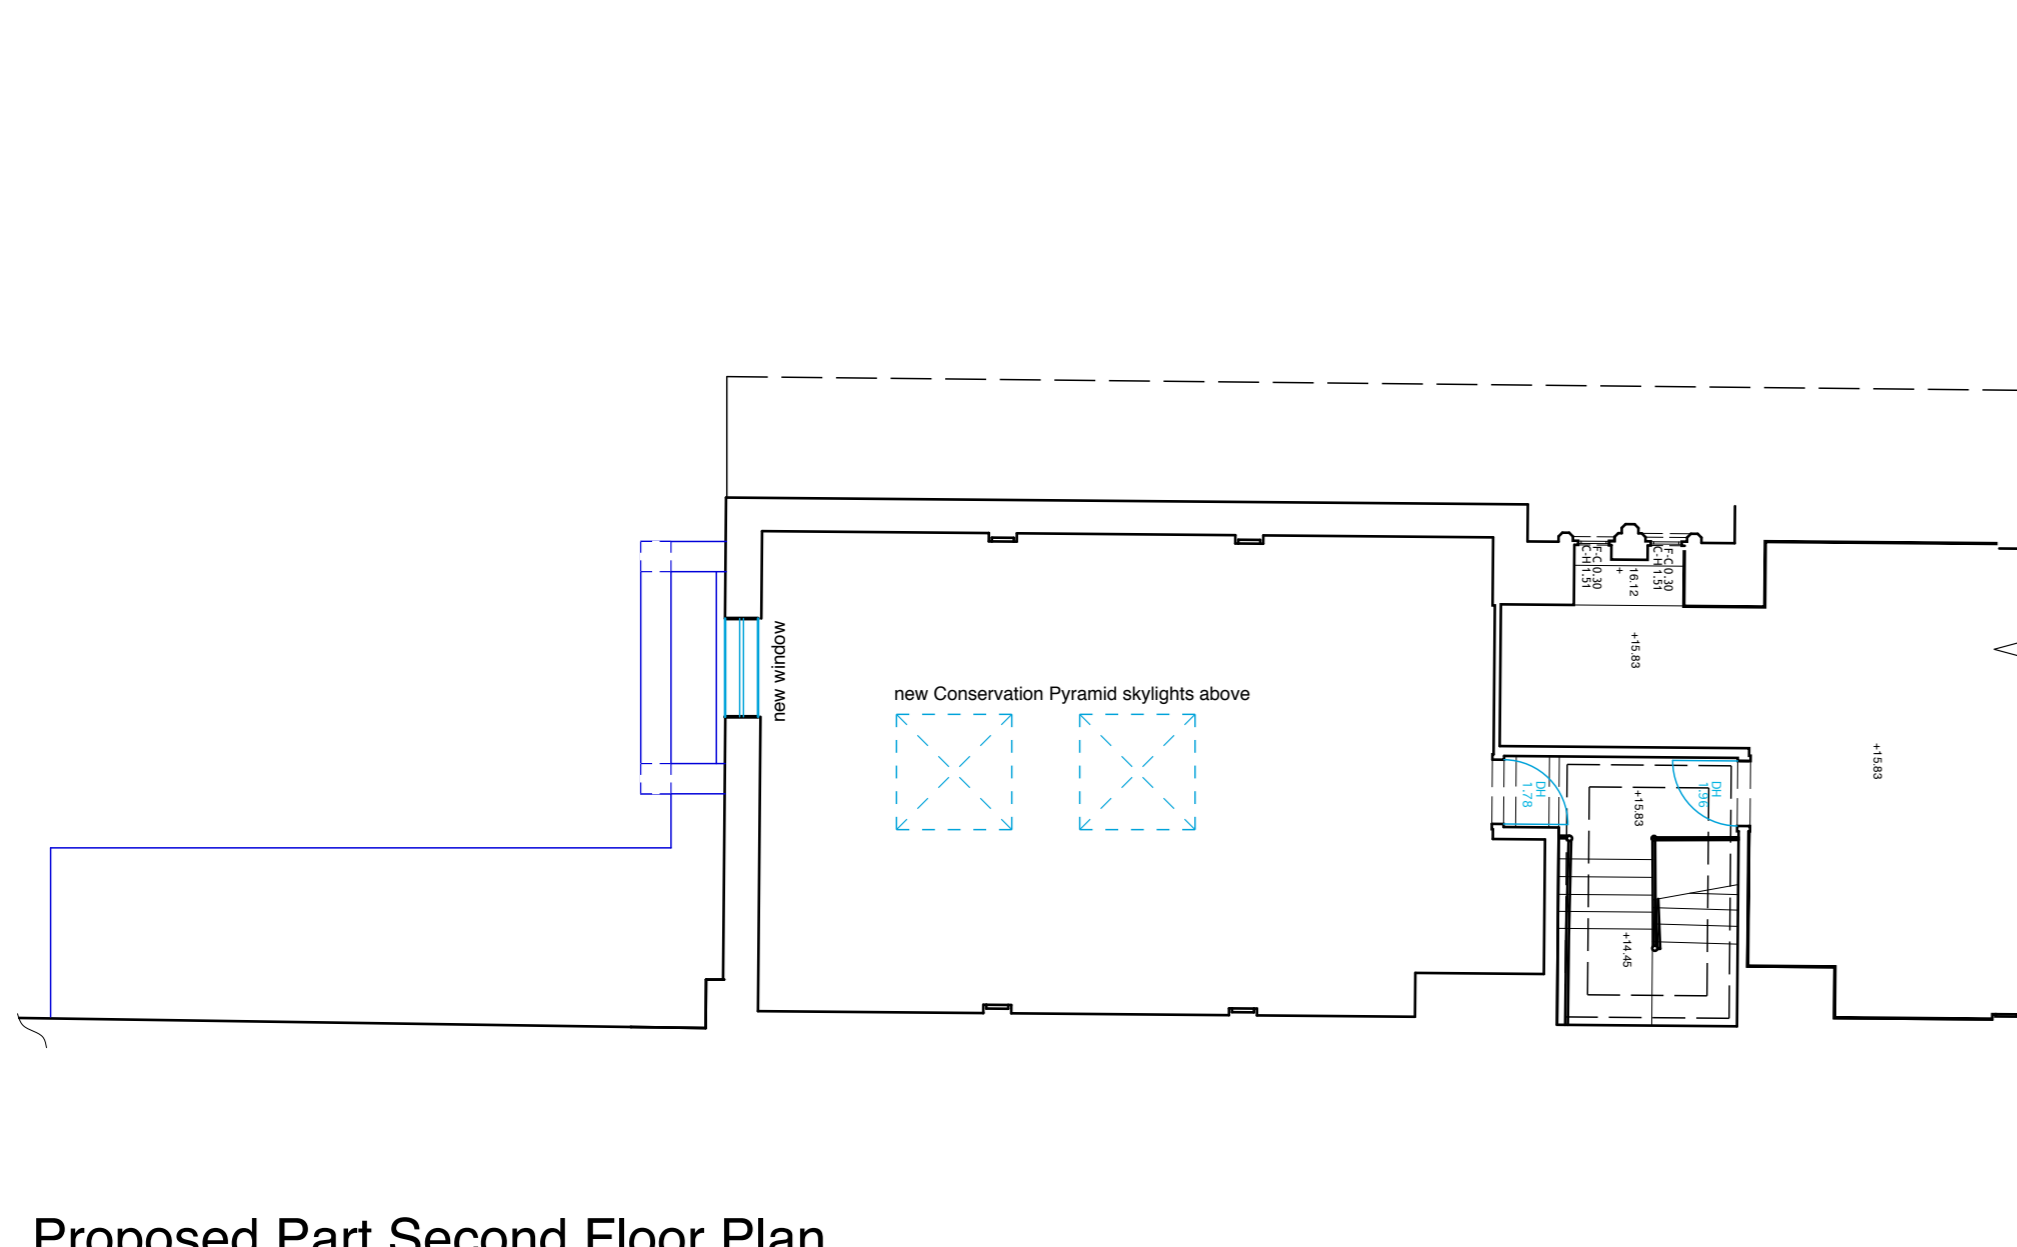 F-C 0.30
C-H 1.51
16.12
+
F-C 0.30
C-H 1.51
+15.83
new window
new Conservation Pyramid skylights above
+15.83
DH
1.78
+15.83
DH
1.96
+14.45
Proposed Part Second Floor Plan